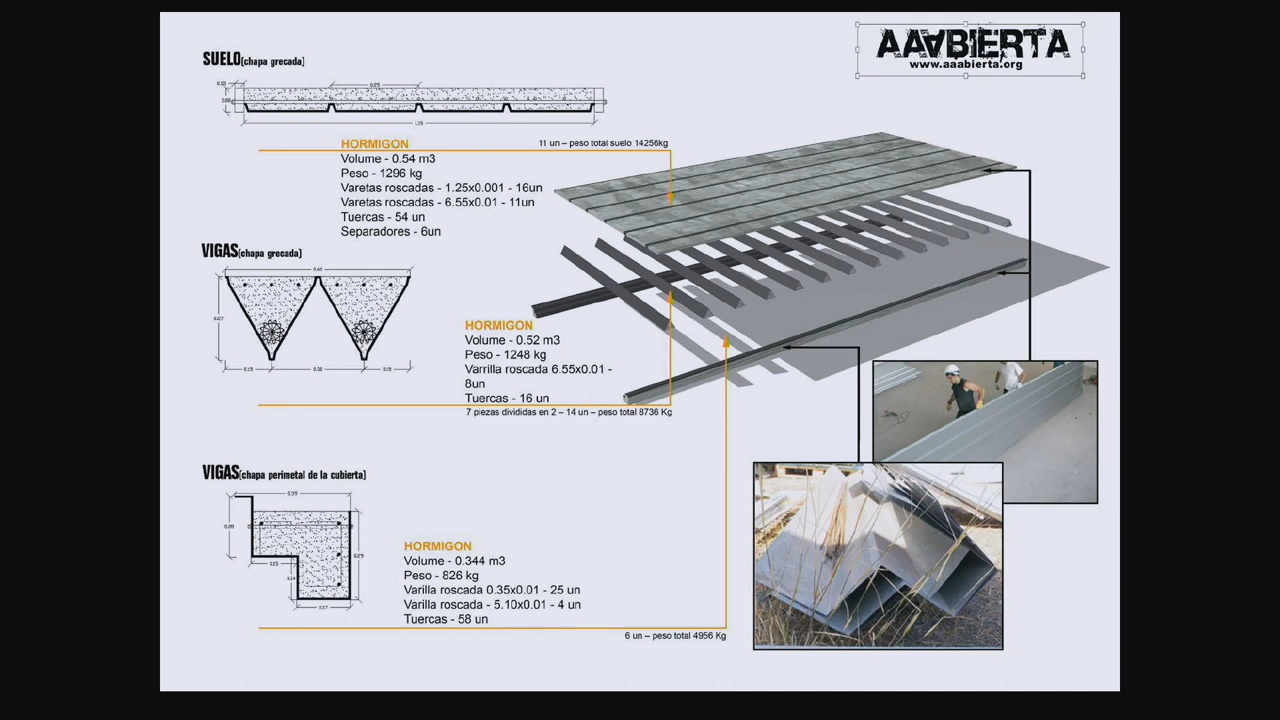 AAABIERTA
www.aaabierta.org
SUELO(chapa grecada)
HORMIGON
Volume - 0.54 m3
Peso - 1296 kg
Varetas roscadas - 1.25x0.001 - 16un
Varetas roscadas - 6.55x0.01 - 11un
Tuercas - 54 un
Separadores - 6un
11 un – peso total suelo 14256kg
VIGAS(chapa grecada)
HORMIGON
Volume - 0.52 m3
Peso - 1248 kg
Varrilla roscada 6.55x0.01 -
8un
Tuercas - 16 un
7 piezas divididas en 2 – 14 un – peso total 8736 Kg
VIGAS(chapa perimetal de la cubierta)
0.35
HORMIGON
Volume - 0.344 m3
Peso - 826 kg
Varilla roscada 0.35x0.01 - 25 un
Varilla roscada - 5.10x0.01 - 4 un
Tuercas - 58 un
6 un – peso total 4956 Kg